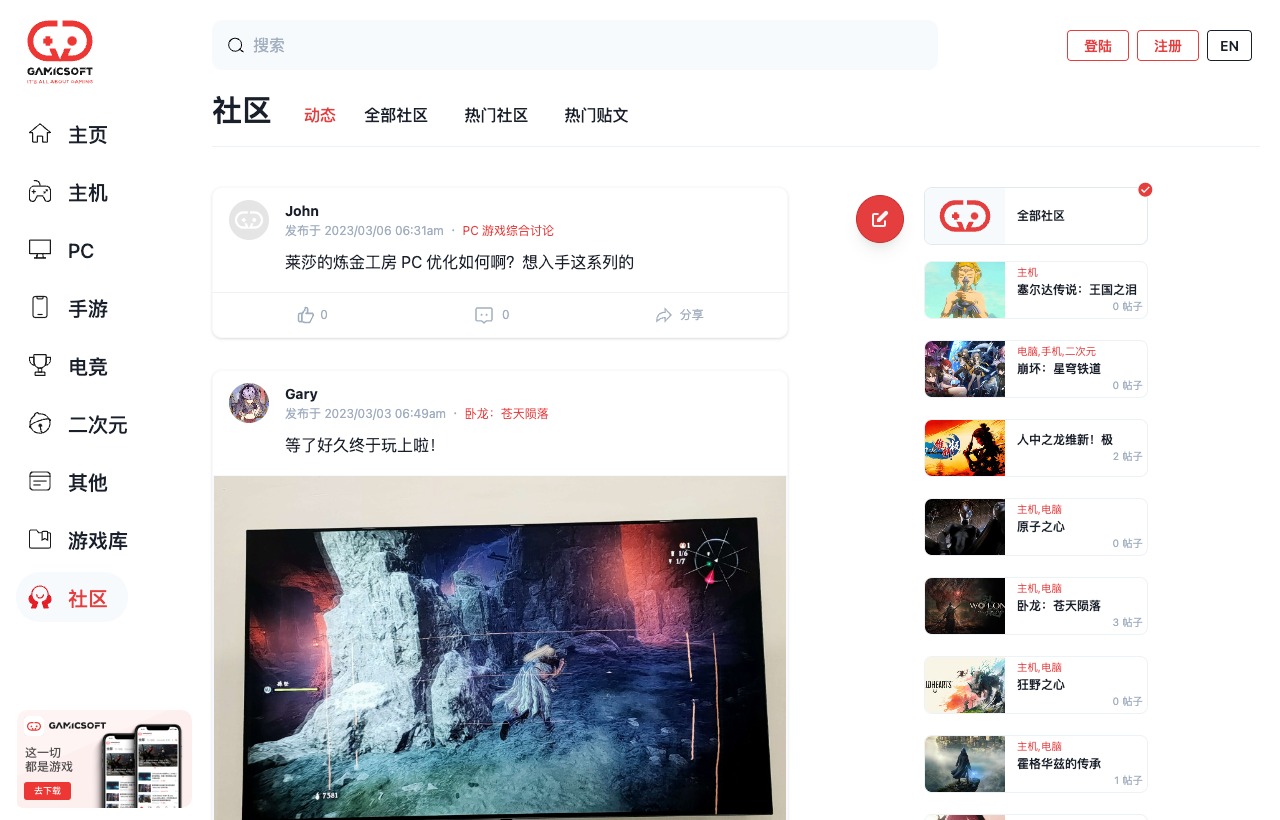 GAMICSOFT
IT'S ALL ABOUT GAMING
搜索
登陆
注册
EN
社区
动态
全部社区
热门社区
热门贴文
主页
主机
PC
手游
电竞
二次元
其他
游戏库
社区
GAMICSOFT
这一切
都是游戏
去下载
John
发布于 2023/03/06 06:31am · PC 游戏综合讨论
莱莎的炼金工房 PC 优化如何啊？想入手这系列的
0
0
分享
Gary
发布于 2023/03/03 06:49am · 卧龙：苍天陨落
等了好久终于玩上啦！
1
1/6
1/7
7581
7
全部社区
主机
塞尔达传说：王国之泪
0 帖子
电脑,手机,二次元
崩坏：星穹铁道
0 帖子
人中之龙维新！极
2 帖子
主机,电脑
原子之心
0 帖子
WO LON
主机,电脑
卧龙：苍天陨落
3 帖子
LDHEARTS
主机,电脑
狂野之心
0 帖子
主机,电脑
霍格华兹的传承
1 帖子